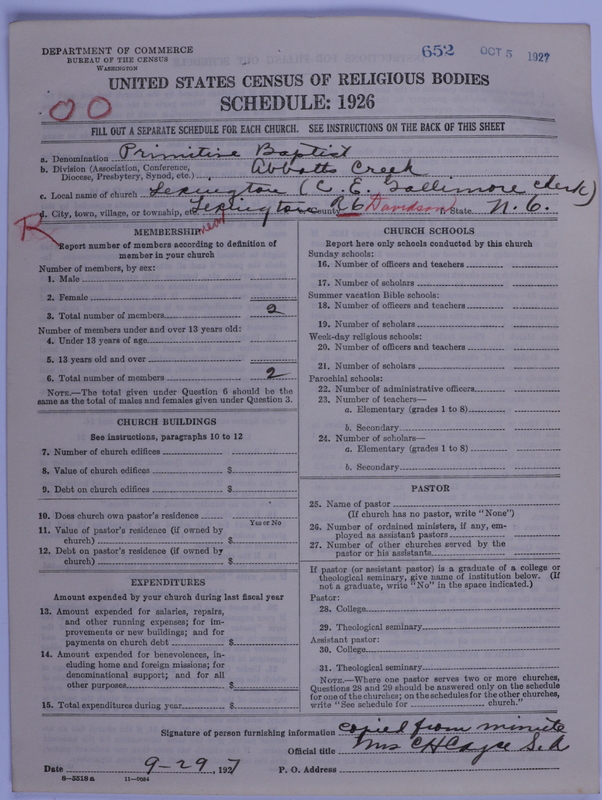 DEPARTMENT OF COMMERCE
BUREAU OF THE CENSUS
WASHINGTON
652 OCT 5 1927
UNITED STATES CENSUS OF RELIGIOUS BODIES
SCHEDULE: 1926
00
FILL OUT A SEPARATE SCHEDULE FOR EACH CHURCH. SEE INSTRUCTIONS ON THE BACK OF THIS SHEET
a. Denomination Primitive Baptist
b. Division (Association, Conference, Diocese, Presbytery, Synod, etc.) Abbotts Creek
c. Local name of church Lexington (C. E. Gallimore clerk)
d. City, town, village, or township, etc. Lexington County R6 Davidson State N. C.
R
near
MEMBERSHIP
Report number of members according to definition of
member in your church
Number of members, by sex:
1. Male
2. Female
3. Total number of members 2
Number of members under and over 13 years old:
4. Under 13 years of age
5. 13 years old and over
6. Total number of members 2
NOTE.—The total given under Question 6 should be the
same as the total of males and females given under Question 3.
CHURCH BUILDINGS
See instructions, paragraphs 10 to 12
7. Number of church edifices
8. Value of church edifices $
9. Debt on church edifices $
10. Does church own pastor's residence
Yes or No
11. Value of pastor's residence (if owned by
church) $
12. Debt on pastor's residence (if owned by
church) $
EXPENDITURES
Amount expended by your church during last fiscal year
13. Amount expended for salaries, repairs,
and other running expenses; for im-
provements or new buildings; and for
payments on church debt $
14. Amount expended for benevolences, in-
cluding home and foreign missions; for
denominational support; and for all
other purposes $
15. Total expenditures during year $
CHURCH SCHOOLS
Report here only schools conducted by this church
Sunday schools:
16. Number of officers and teachers
17. Number of scholars
Summer vacation Bible schools:
18. Number of officers and teachers
19. Number of scholars
Week-day religious schools:
20. Number of officers and teachers
21. Number of scholars
Parochial schools:
22. Number of administrative officers
23. Number of teachers—
a. Elementary (grades 1 to 8)
b. Secondary
24. Number of scholars—
a. Elementary (grades 1 to 8)
b. Secondary
PASTOR
25. Name of pastor
(If church has no pastor, write "None")
26. Number of ordained ministers, if any, em-
ployed as assistant pastors
27. Number of other churches served by the
pastor or his assistants
If pastor (or assistant pastor) is a graduate of a college or
theological seminary, give name of institution below. (If
not a graduate, write "No" in the space indicated.)
Pastor:
28. College
29. Theological seminary
Assistant pastor:
30. College
31. Theological seminary
NOTE.—Where one pastor serves two or more churches,
Questions 28 and 29 should be answered only on the schedule
for one of the churches; on the schedules for the other churches,
write "See schedule for church."
Signature of person furnishing information copied from minute
Official title Mrs C H Cayce S. A
Date 9-29, 1927 P. O. Address
8-5518a 11-9054